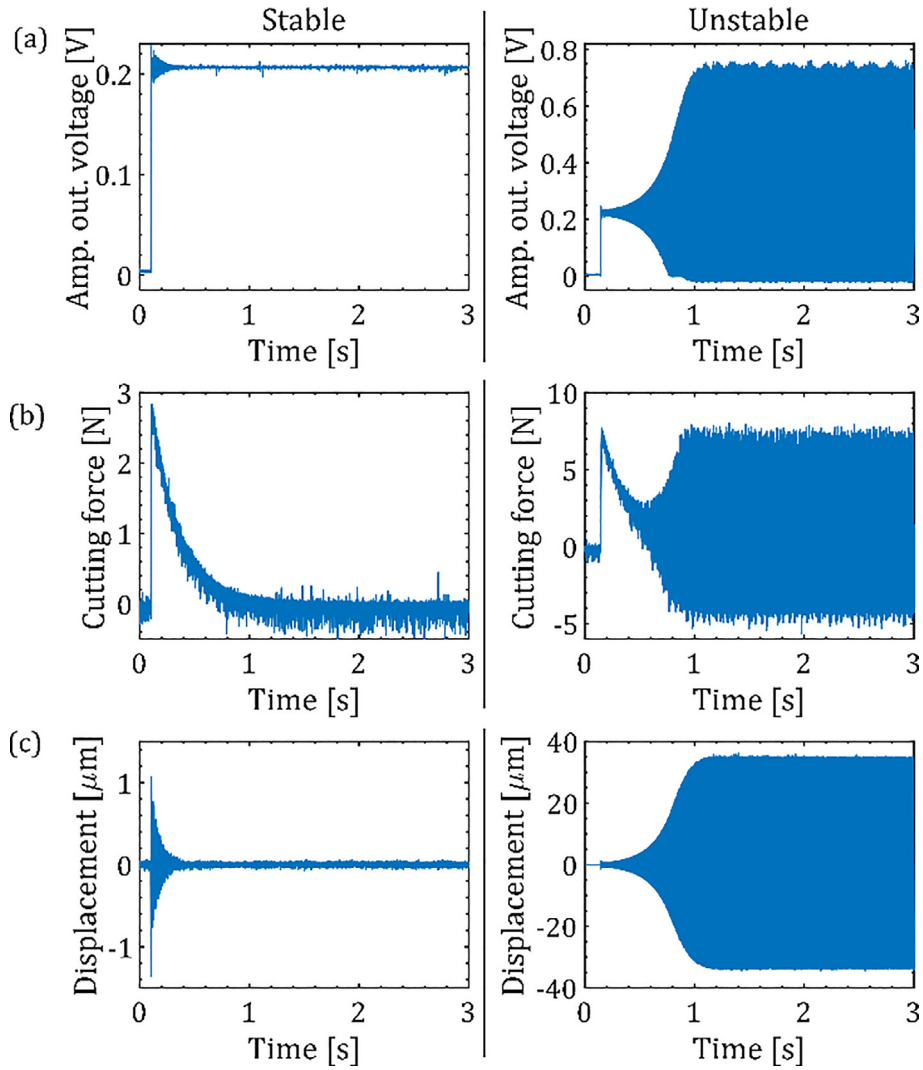 Stable Unstable
(a)
Amp. out. voltage [V]
0.2
0.1
0
0 1 2 3
Time [s]
Amp. out. voltage [V]
0.8
0.6
0.4
0.2
0
0 1 2 3
Time [s]
(b)
Cutting force [N]
3
2
1
0
0 1 2 3
Time [s]
Cutting force [N]
10
5
0
-5
0 1 2 3
Time [s]
(c)
Displacement [μm]
1
0
-1
0 1 2 3
Time [s]
Displacement [μm]
40
20
0
-20
-40
0 1 2 3
Time [s]